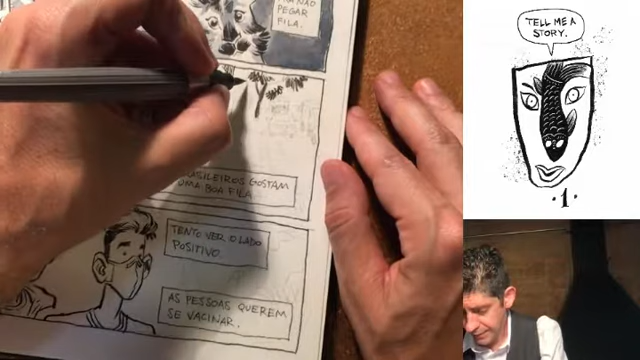 PEGAR
FILA.
BRASILEIROS GOSTAM
UMA BOA FILA
TENTO VER O LADO
POSITIVO.
AS PESSOAS QUEREM
SE VACINAR.
TELL ME A
STORY.
·1·